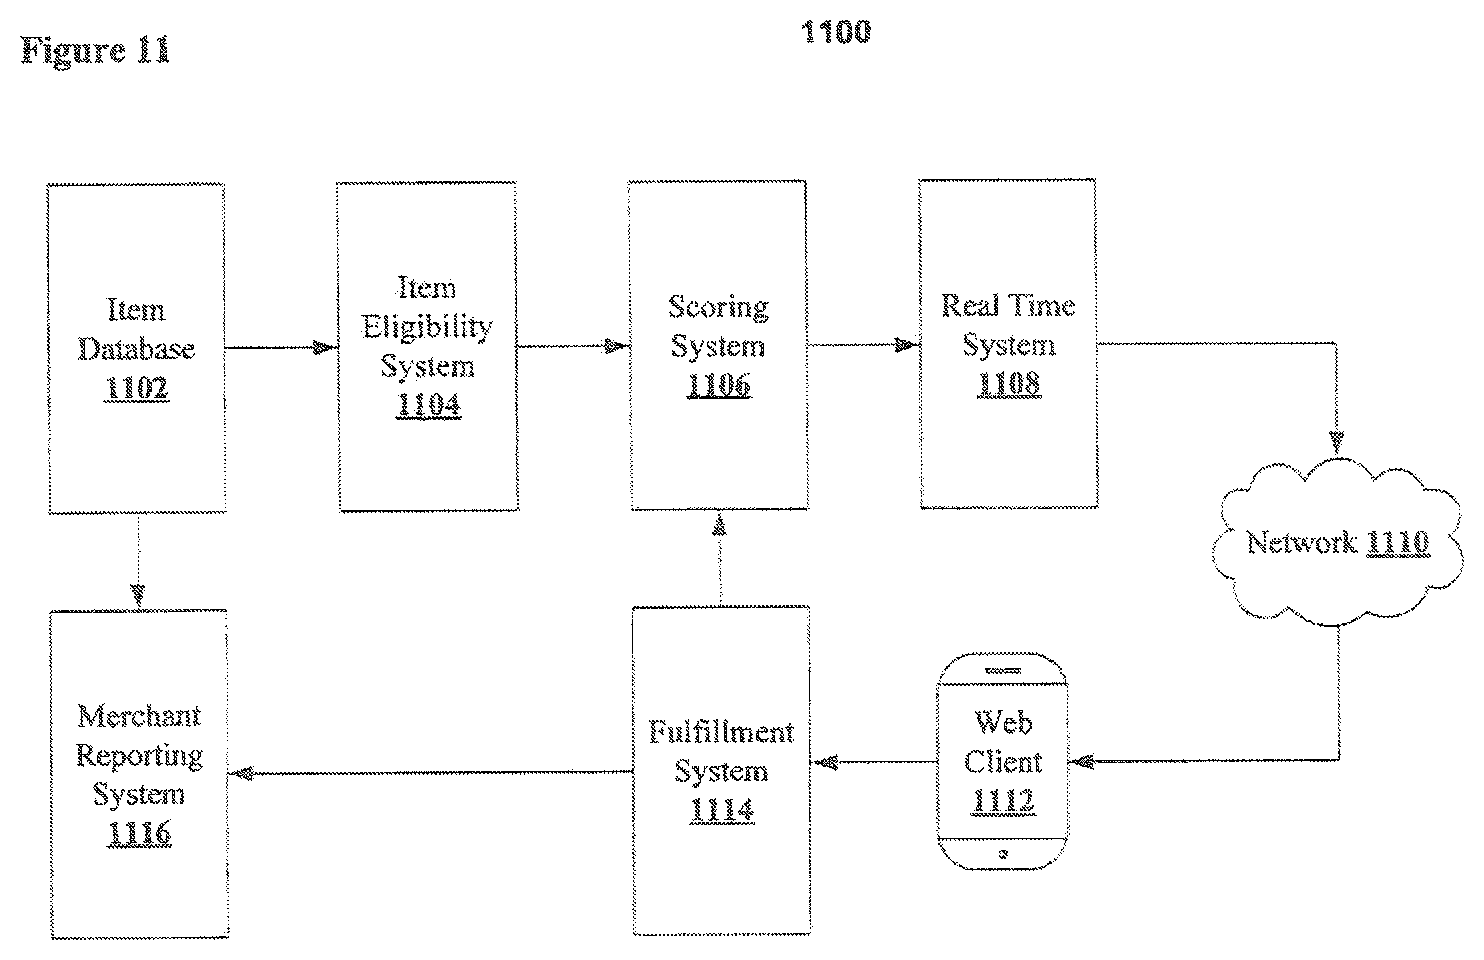 Figure 11
1100
Item
Database
1102
Item
Eligibility
System
1104
Scoring
System
1106
Real Time
System
1108
Network 1110
Web
Client
1112
Fulfillment
System
1114
Merchant
Reporting
System
1116